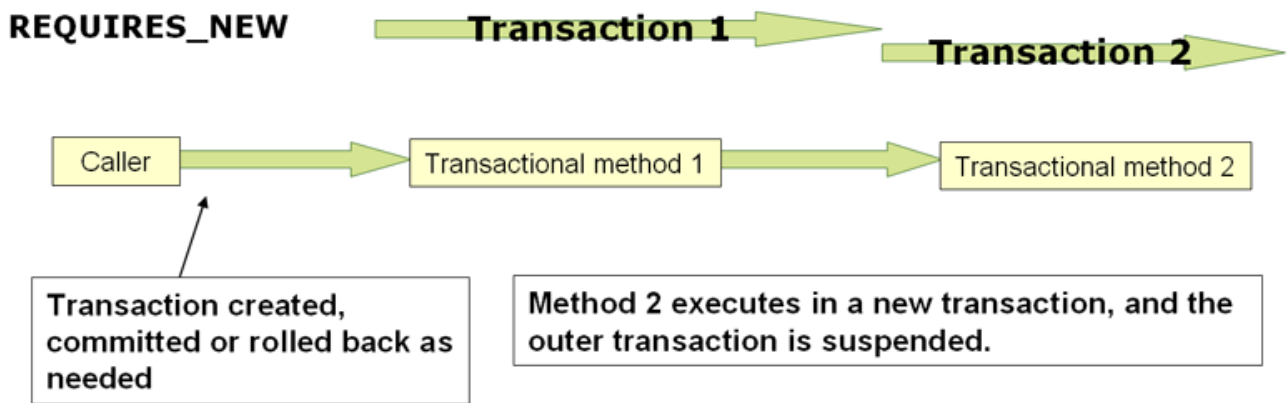 REQUIRES_NEW
Transaction 1
Transaction 2
Caller
Transactional method 1
Transactional method 2
Transaction created,
committed or rolled back as
needed
Method 2 executes in a new transaction, and the
outer transaction is suspended.